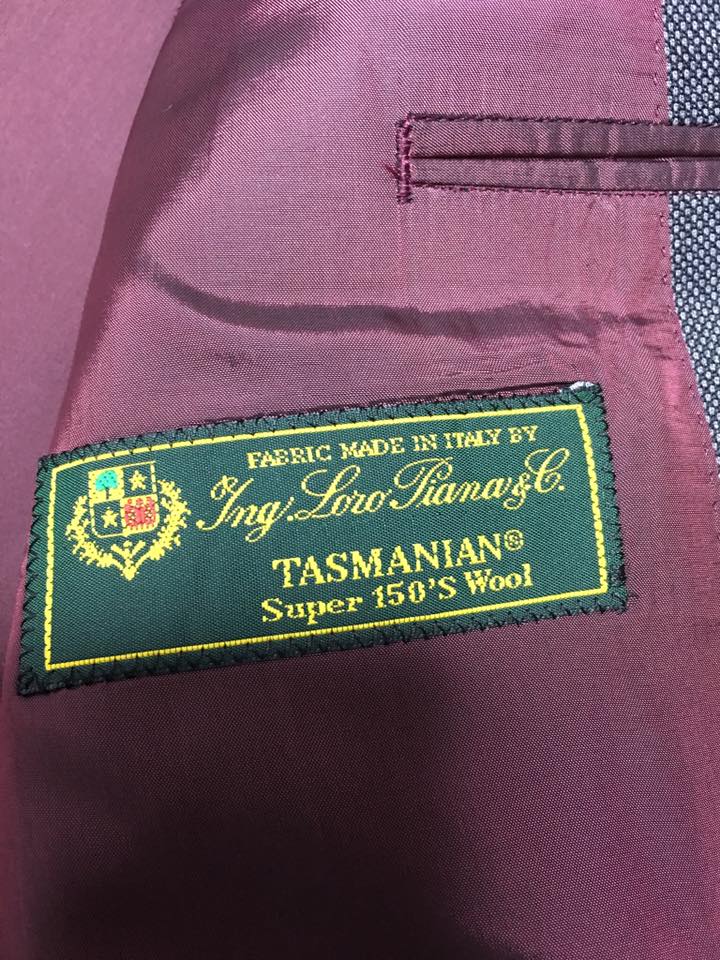 FABRIC MADE IN ITALY BY
Ing. Loro Piana & C.
TASMANIAN®
Super 150'S Wool